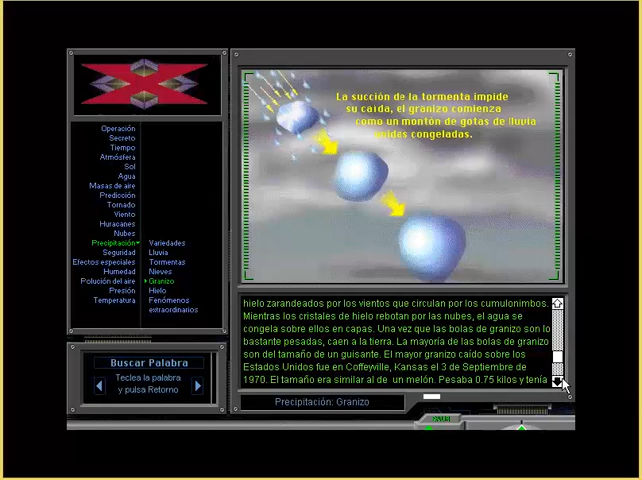 La succión de la tormenta impide
su caída, el granizo comienza
como un montón de gotas de lluvia
unidas congeladas.
Operación
Secreto
Tiempo
Atmósfera
Sol
Agua
Masas de aire
Predicción
Tornado
Viento
Huracanes
Nubes
Precipitación
Seguridad
Efectos especiales
Humedad
Polución del aire
Presión
Temperatura
Variedades
Lluvia
Tormentas
Nieves
Granizo
Hielo
Fenómenos
extraordinarios
hielo zarandeados por los vientos que circulan por los cumulonimbos.
Mientras los cristales de hielo rebotan por las nubes, el agua se
congela sobre ellos en capas. Una vez que las bolas de granizo son lo
bastante pesadas, caen a la tierra. La mayoría de las bolas de granizo
son del tamaño de un guisante. El mayor granizo caído sobre los
Estados Unidos fue en Coffeyville, Kansas el 3 de Septiembre de
1970. El tamaño era similar al de un melón. Pesaba 0.75 kilos y tenía
Buscar Palabra
Teclea la palabra
y pulsa Retorno
Precipitación: Granizo